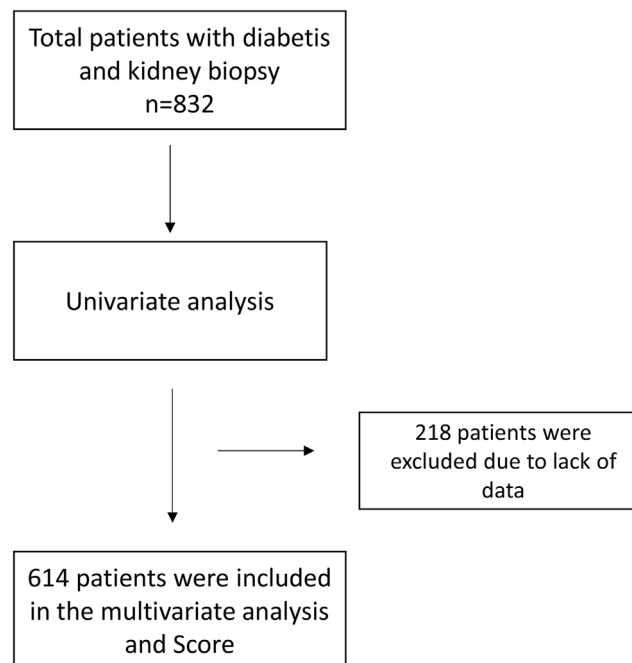 Total patients with diabetis
and kidney biopsy
n=832
Univariate analysis
218 patients were
excluded due to lack of
data
614 patients were included
in the multivariate analysis
and Score